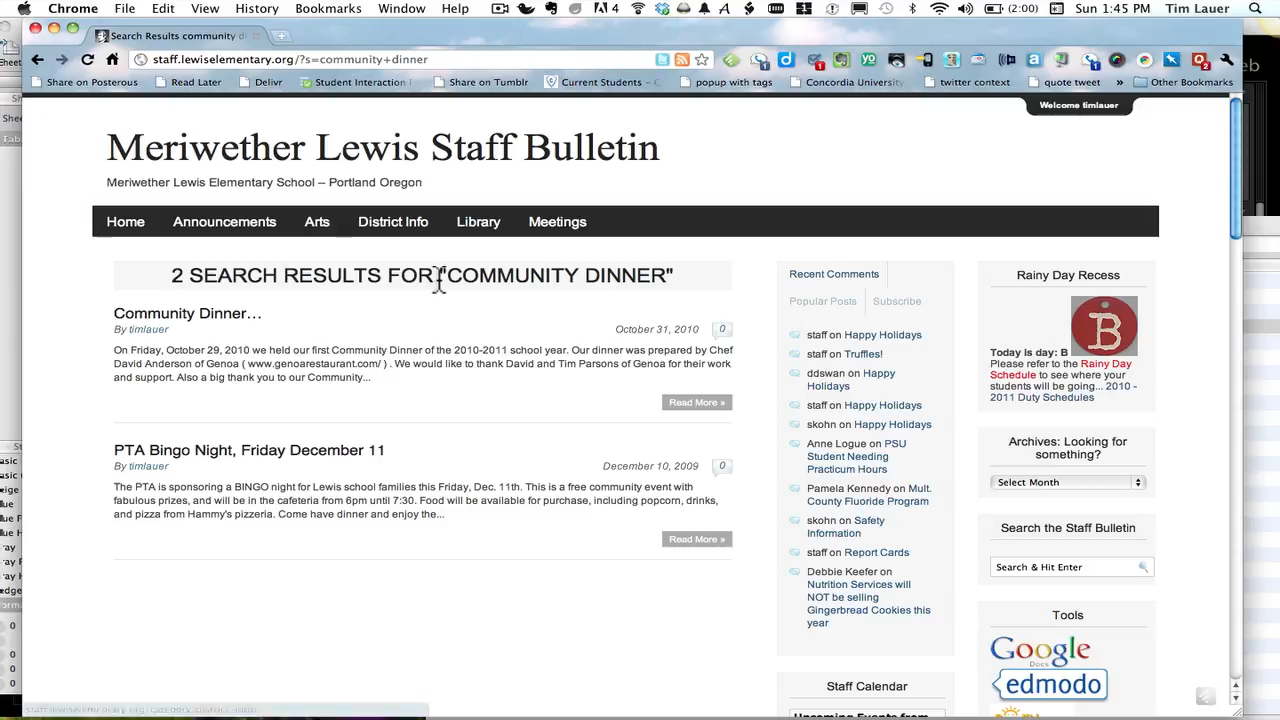 Chrome File Edit View History Bookmarks Window Help 4 (2:00) Sun 1:45 PM Tim Lauer
Search Results community di
staff.lewiselementary.org/?s=community+dinner
Share on Posterous Read Later Delivr Student Interaction Share on Tumblr Current Students – popup with tags Concordia University twitter context quote tweet » Other Bookmarks
Welcome timlauer
Meriwether Lewis Staff Bulletin
Meriwether Lewis Elementary School – Portland Oregon
Home Announcements Arts District Info Library Meetings
2 SEARCH RESULTS FOR "COMMUNITY DINNER"
Community Dinner…
By timlauer October 31, 2010 0
On Friday, October 29, 2010 we held our first Community Dinner of the 2010-2011 school year. Our dinner was prepared by Chef
David Anderson of Genoa ( www.genoarestaurant.com/ ) . We would like to thank David and Tim Parsons of Genoa for their work
and support. Also a big thank you to our Community...
Read More »
PTA Bingo Night, Friday December 11
By timlauer December 10, 2009 0
The PTA is sponsoring a BINGO night for Lewis school families this Friday, Dec. 11th. This is a free community event with
fabulous prizes, and will be in the cafeteria from 6pm until 7:30. Food will be available for purchase, including popcorn, drinks,
and pizza from Hammy's pizzeria. Come have dinner and enjoy the...
Read More »
Recent Comments
Popular Posts Subscribe
staff on Happy Holidays
staff on Truffles!
ddswan on Happy
Holidays
staff on Happy Holidays
skohn on Happy Holidays
Anne Logue on PSU
Student Needing
Practicum Hours
Pamela Kennedy on Mult.
County Fluoride Program
skohn on Safety
Information
staff on Report Cards
Debbie Keefer on
Nutrition Services will
NOT be selling
Gingerbread Cookies this
year
Staff Calendar
Upcoming Events from
Rainy Day Recess
B
Today is day: B
Please refer to the Rainy Day
Schedule to see where your
students will be going... 2010 -
2011 Duty Schedules
Archives: Looking for
something?
Select Month
Search the Staff Bulletin
Search & Hit Enter
Tools
Google
Docs
edmodo